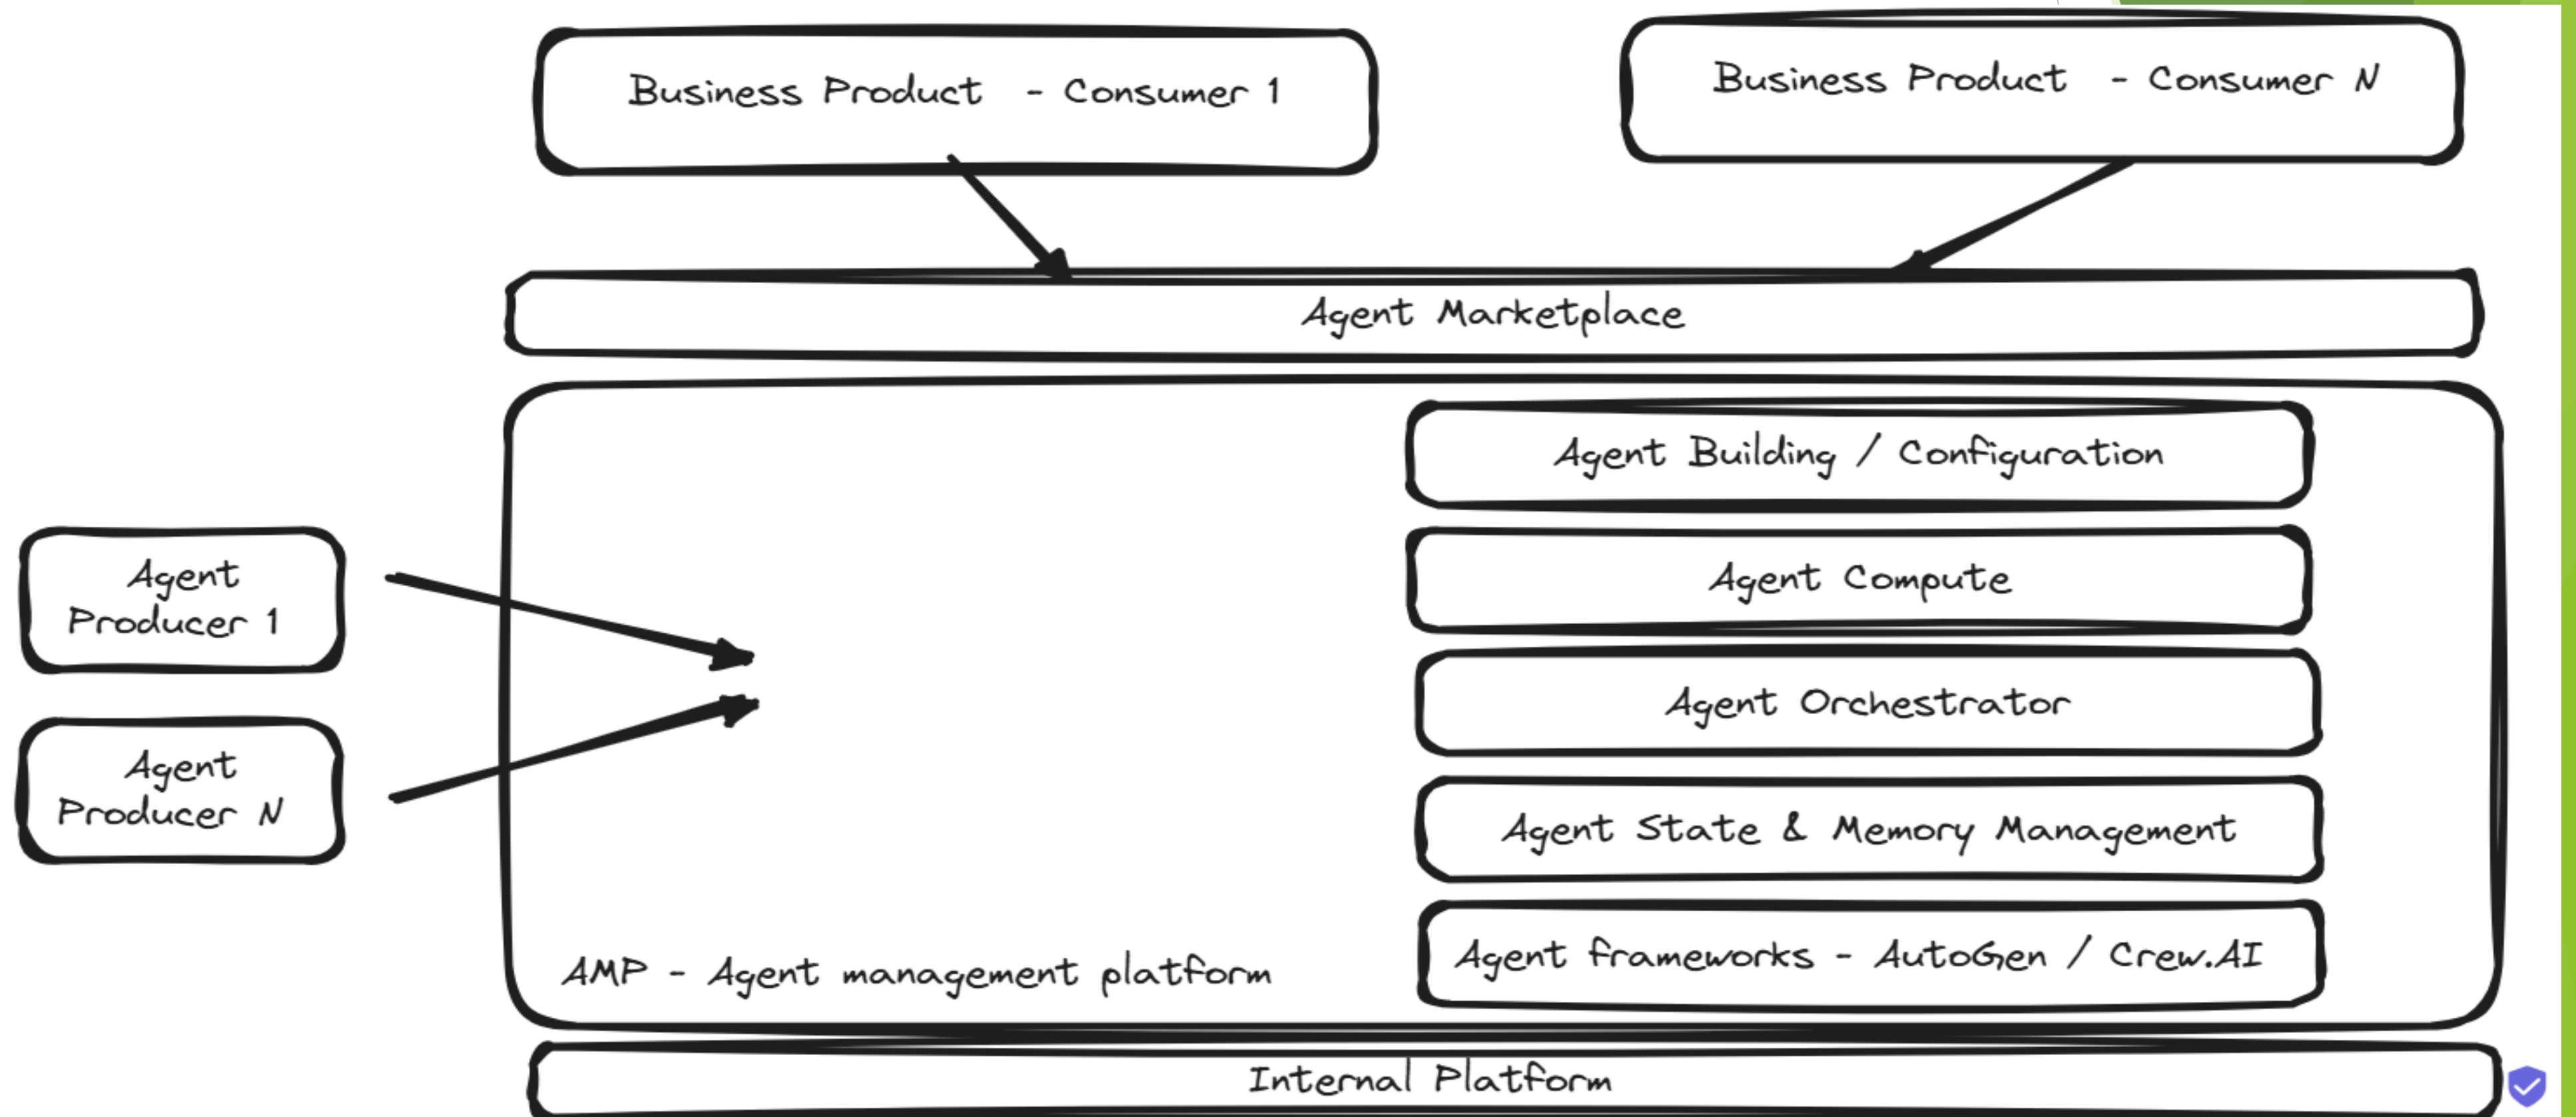 Business Product - Consumer 1
Business Product - Consumer N
Agent Marketplace
Agent Building / Configuration
Agent Compute
Agent Orchestrator
Agent State & Memory Management
Agent frameworks - AutoGen / Crew.AI
Agent
Producer 1
Agent
Producer N
AMP - Agent management platform
Internal Platform